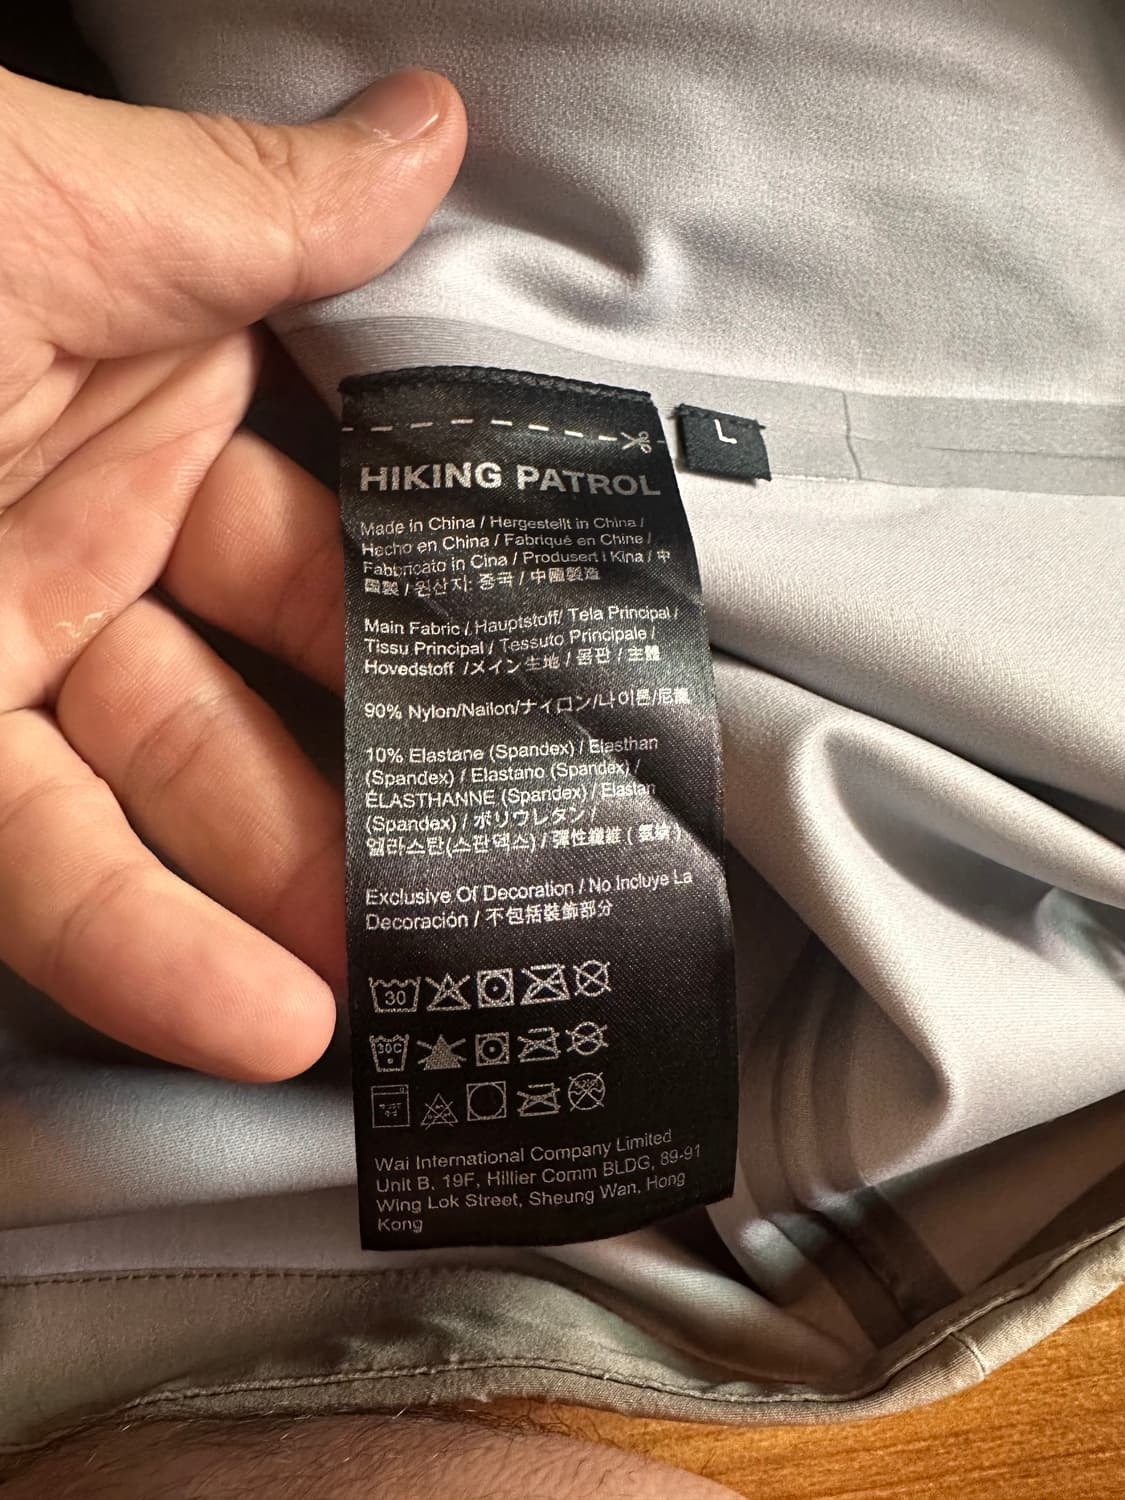 L
HIKING PATROL
Made in China / Hergestellt in China /
Hecho en China / Fabriqué en Chine /
Fabbricato in Cina / Produsert i Kina / 中
國製 / 원산지: 중국 / 中國製造
Main Fabric / Hauptstoff/ Tela Principal /
Tissu Principal / Tessuto Principale /
Hovedstoff /メイン生地 / 몸판 / 主體
90% Nylon/Nailon/ナイロン/나이론/尼龍
10% Elastane (Spandex) / Elasthan
(Spandex) / Elastano (Spandex) /
ÉLASTHANNE (Spandex) / Elastan
(Spandex) / ポリウレタン/
엘라스탄(스판덱스) / 彈性纖維 ( 氨綸 )
Exclusive Of Decoration / No Incluye La
Decoración / 不包括裝飾部分
30
30C
Wai International Company Limited
Unit B, 19F, Hillier Comm BLDG, 89-91
Wing Lok Street, Sheung Wan, Hong
Kong